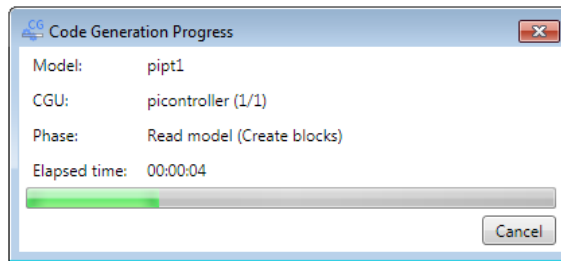 CG Code Generation Progress
Model: pipt1
CGU: picontroller (1/1)
Phase: Read model (Create blocks)
Elapsed time: 00:00:04
Cancel